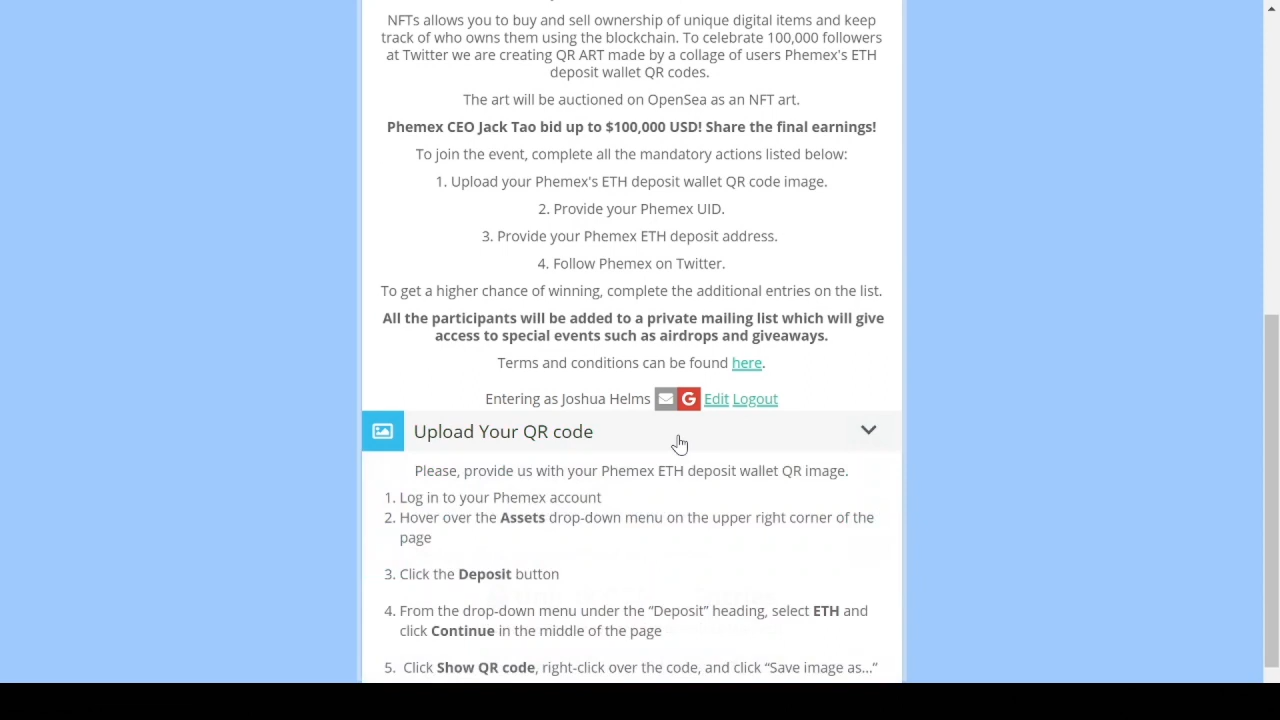 NFTs allows you to buy and sell ownership of unique digital items and keep
track of who owns them using the blockchain. To celebrate 100,000 followers
at Twitter we are creating QR ART made by a collage of users Phemex's ETH
deposit wallet QR codes.
The art will be auctioned on OpenSea as an NFT art.
Phemex CEO Jack Tao bid up to $100,000 USD! Share the final earnings!
To join the event, complete all the mandatory actions listed below:
1. Upload your Phemex's ETH deposit wallet QR code image.
2. Provide your Phemex UID.
3. Provide your Phemex ETH deposit address.
4. Follow Phemex on Twitter.
To get a higher chance of winning, complete the additional entries on the list.
All the participants will be added to a private mailing list which will give
access to special events such as airdrops and giveaways.
Terms and conditions can be found here.
Entering as Joshua Helms G Edit Logout
Upload Your QR code
Please, provide us with your Phemex ETH deposit wallet QR image.
1. Log in to your Phemex account
2. Hover over the Assets drop-down menu on the upper right corner of the
page
3. Click the Deposit button
4. From the drop-down menu under the “Deposit” heading, select ETH and
click Continue in the middle of the page
5. Click Show QR code, right-click over the code, and click “Save image as...”